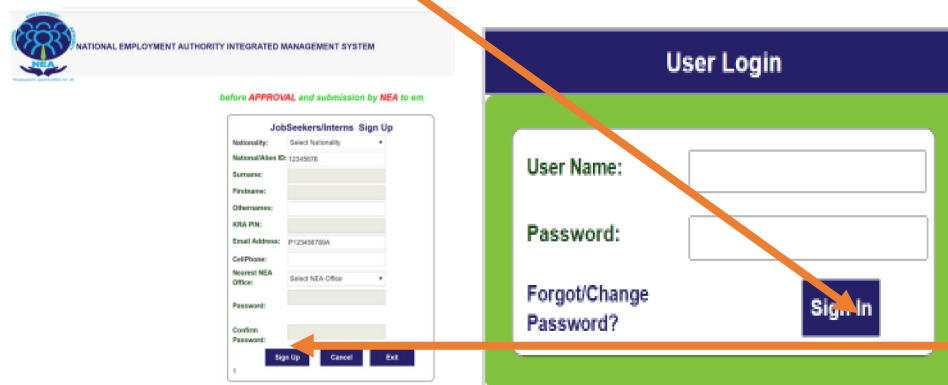 NEA
NATIONAL EMPLOYMENT AUTHORITY INTEGRATED MANAGEMENT SYSTEM
before APPROVAL and submission by NEA to em
JobSeekers/Interns Sign Up
Nationality: Select Nationality
National/Alien ID: 12345678
Surname:
Firstname:
Othernames:
KRA PIN:
Email Address: P123456789A
CellPhone:
Nearest NEA Office: Select NEA Office
Password:
Confirm Password:
Sign Up Cancel Exit
1
User Login
User Name:
Password:
Forgot/Change
Password?
Sign In